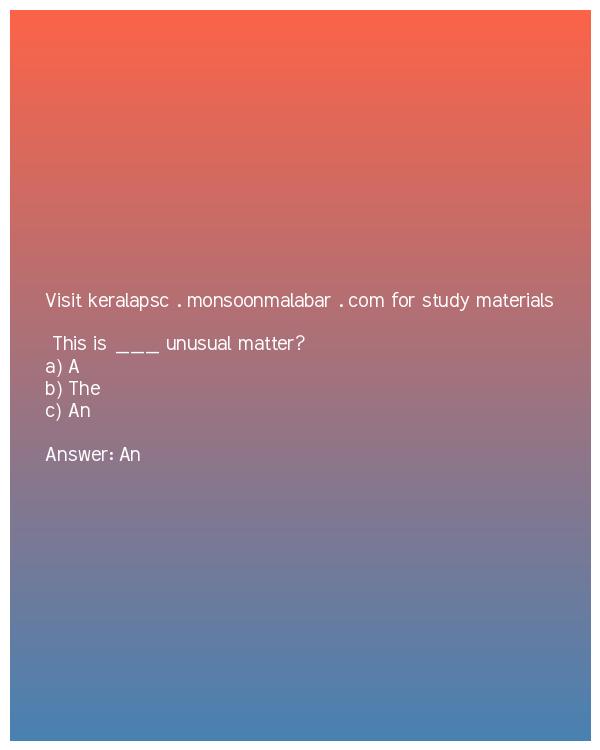 Visit keralapsc .monsoonmalabar .com for study materials
This is ___ unusual matter?
a) A
b) The
c) An
Answer: An